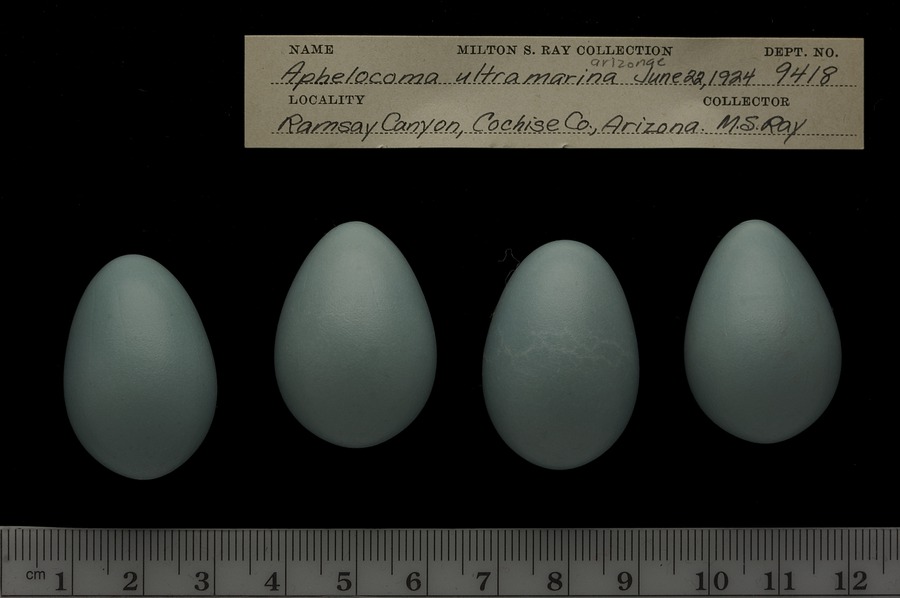 NAME MILTON S. RAY COLLECTION DEPT. NO.
arizonae
Aphelocoma ultramarina June 22, 1924 9418
LOCALITY COLLECTOR
Ramsay Canyon, Cochise Co., Arizona. M.S. Ray
cm 1 2 3 4 5 6 7 8 9 10 11 12